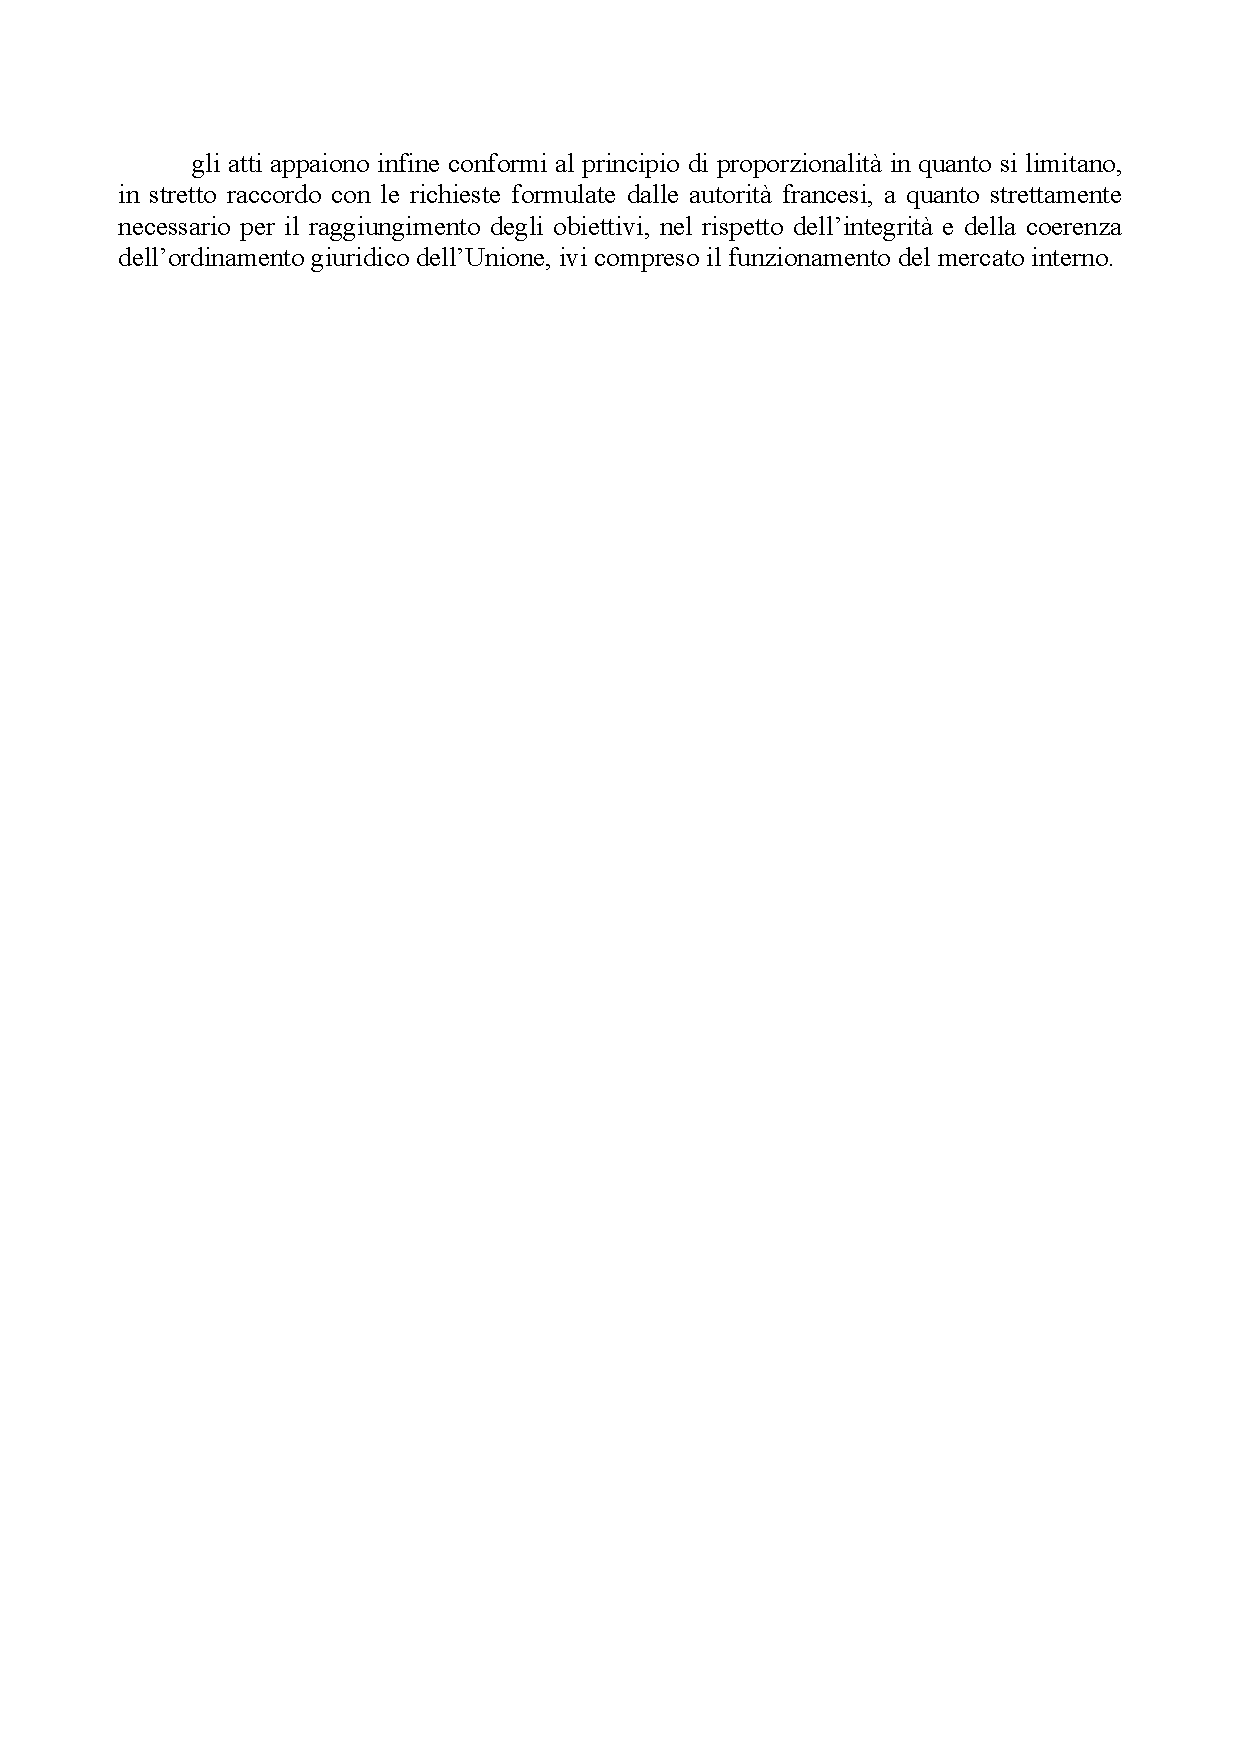 gli atti appaiono infine conformi al principio di proporzionalità in quanto si limitano,
in stretto raccordo con le richieste formulate dalle autorità francesi, a quanto strettamente
necessario per il raggiungimento degli obiettivi, nel rispetto dell’integrità e della coerenza
dell’ordinamento giuridico dell’Unione, ivi compreso il funzionamento del mercato interno.